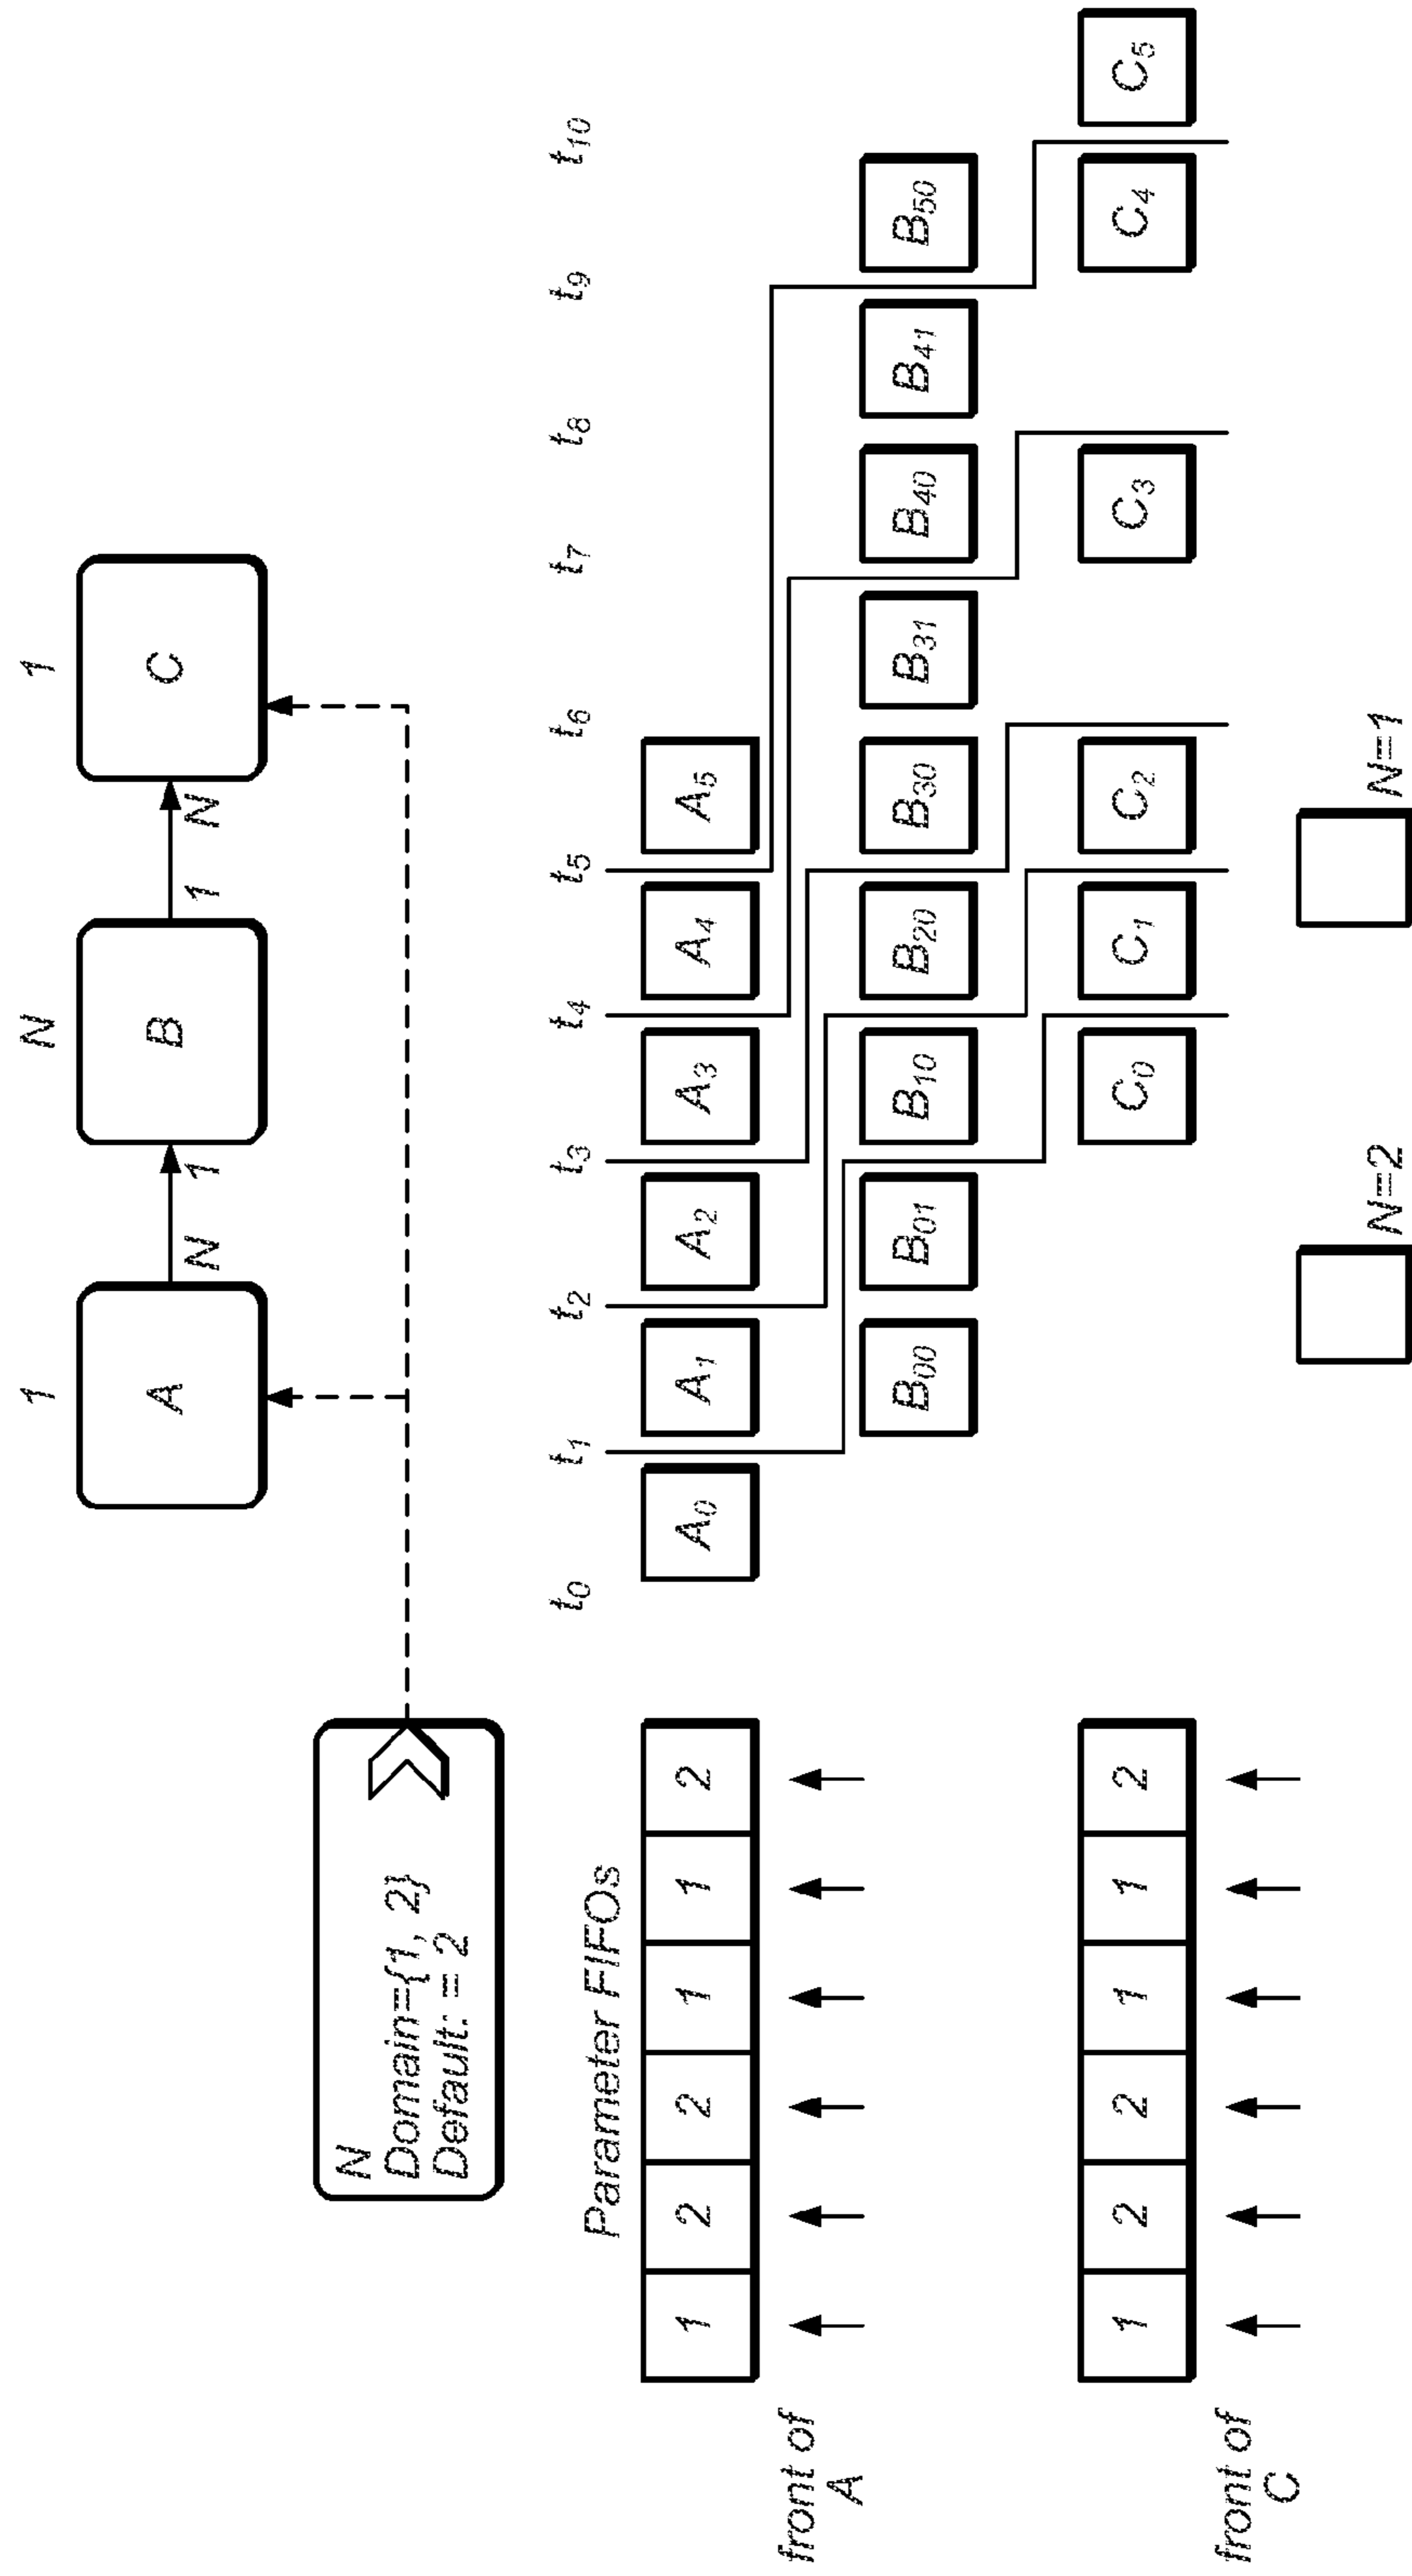 1
N
1
A
B
C
N
1
1
N
N
Domain={1, 2}
Default: = 2
Parameter FIFOs
t0
t1
t2
t3
t4
t5
t6
t7
t8
t9
t10
1
2
2
1
1
2
A0
A1
A2
A3
A4
A5
front of
A
B00
B01
B10
B20
B30
B31
B40
B41
B50
1
2
2
1
1
2
C0
C1
C2
C3
C4
C5
front of
C
N=2
N=1